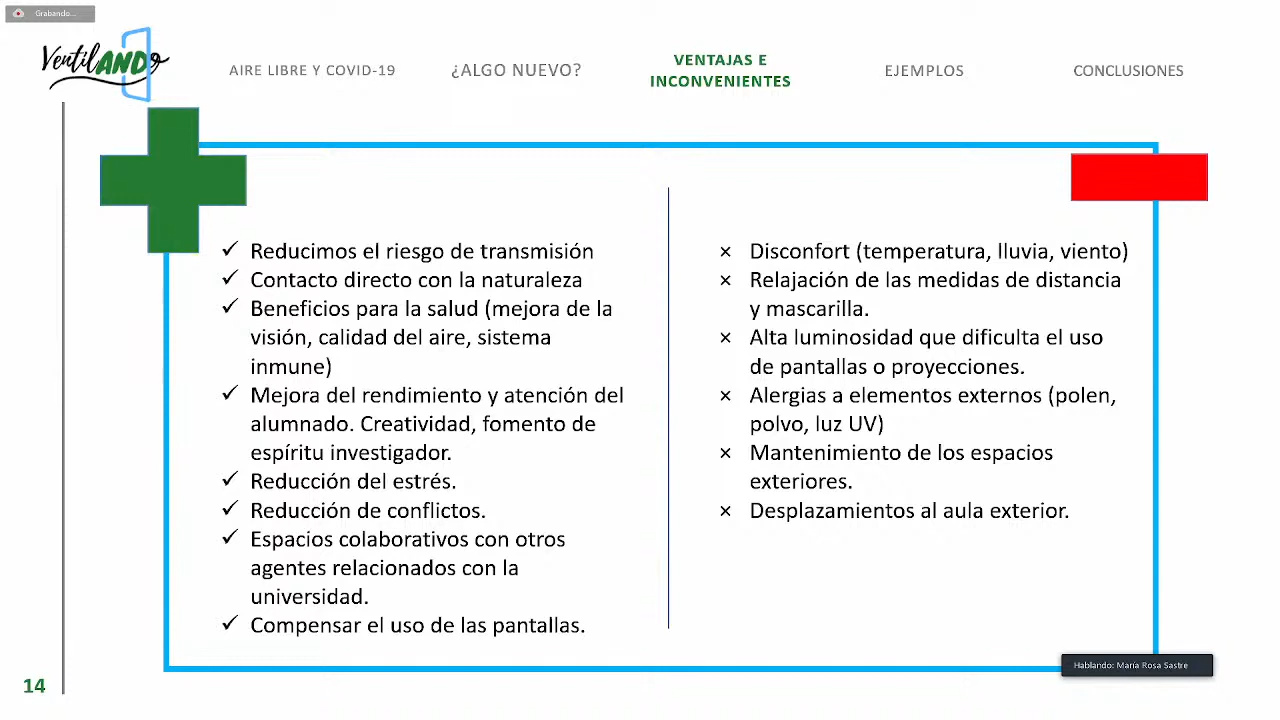 Grabando...
VentilANDo
AIRE LIBRE Y COVID-19
¿ALGO NUEVO?
VENTAJAS E
INCONVENIENTES
EJEMPLOS
CONCLUSIONES
✓ Reducimos el riesgo de transmisión
✓ Contacto directo con la naturaleza
✓ Beneficios para la salud (mejora de la
visión, calidad del aire, sistema
inmune)
✓ Mejora del rendimiento y atención del
alumnado. Creatividad, fomento de
espíritu investigador.
✓ Reducción del estrés.
✓ Reducción de conflictos.
✓ Espacios colaborativos con otros
agentes relacionados con la
universidad.
✓ Compensar el uso de las pantallas.
× Disconfort (temperatura, lluvia, viento)
× Relajación de las medidas de distancia
y mascarilla.
× Alta luminosidad que dificulta el uso
de pantallas o proyecciones.
× Alergias a elementos externos (polen,
polvo, luz UV)
× Mantenimiento de los espacios
exteriores.
× Desplazamientos al aula exterior.
Hablando: María Rosa Sastre
14